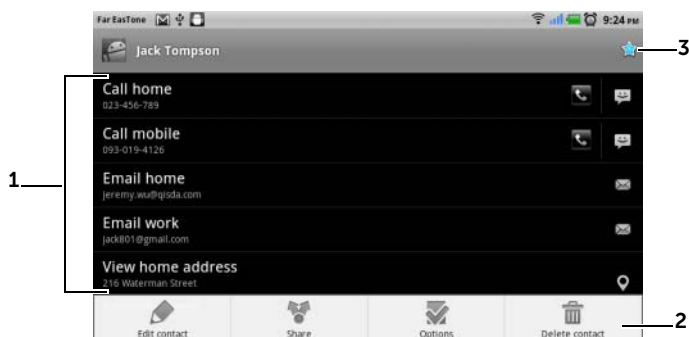 FarEasTone 9:24 PM
Jack Tompson
3
Call home
023-456-789
Call mobile
093-019-4126
1
Email home
jeremy.wu@qisda.com
Email work
jack801@gmail.com
View home address
216 Waterman Street
Edit contact Share Options Delete contact
2